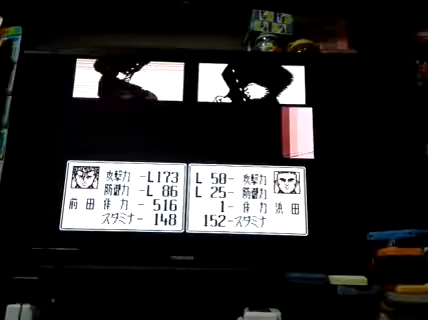 攻撃力 -L173
防御力 -L 86
前田 体力 - 516
スタミナ- 148
L 50- 攻撃力
L 25- 防御力
1- 体力 浜田
152-スタミナ